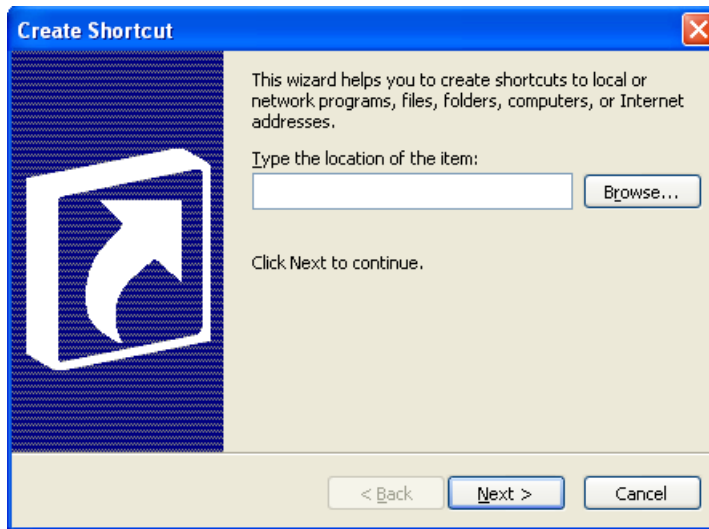 Create Shortcut
This wizard helps you to create shortcuts to local or
network programs, files, folders, computers, or Internet
addresses.
Type the location of the item:
Browse...
Click Next to continue.
< Back
Next >
Cancel